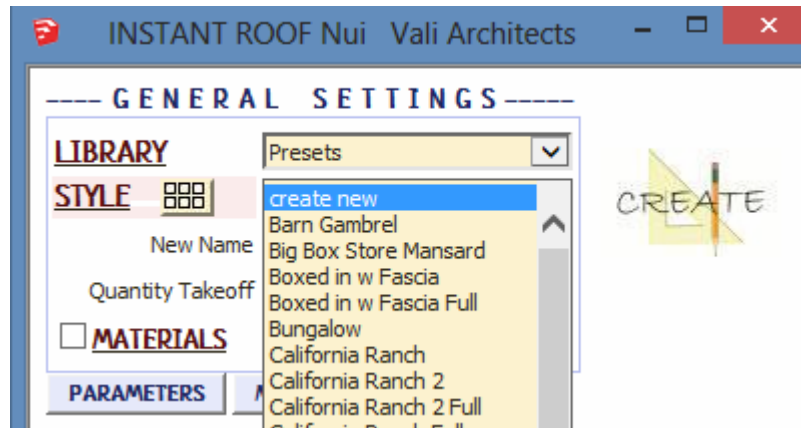 INSTANT ROOF Nui Vali Architects
---- GENERAL SETTINGS-----
LIBRARY Presets
STYLE create new
Barn Gambrel
New Name Big Box Store Mansard
Boxed in w Fascia
Quantity Takeoff Boxed in w Fascia Full
Bungalow
MATERIALS California Ranch
California Ranch 2
PARAMETERS California Ranch 2 Full
CREATE